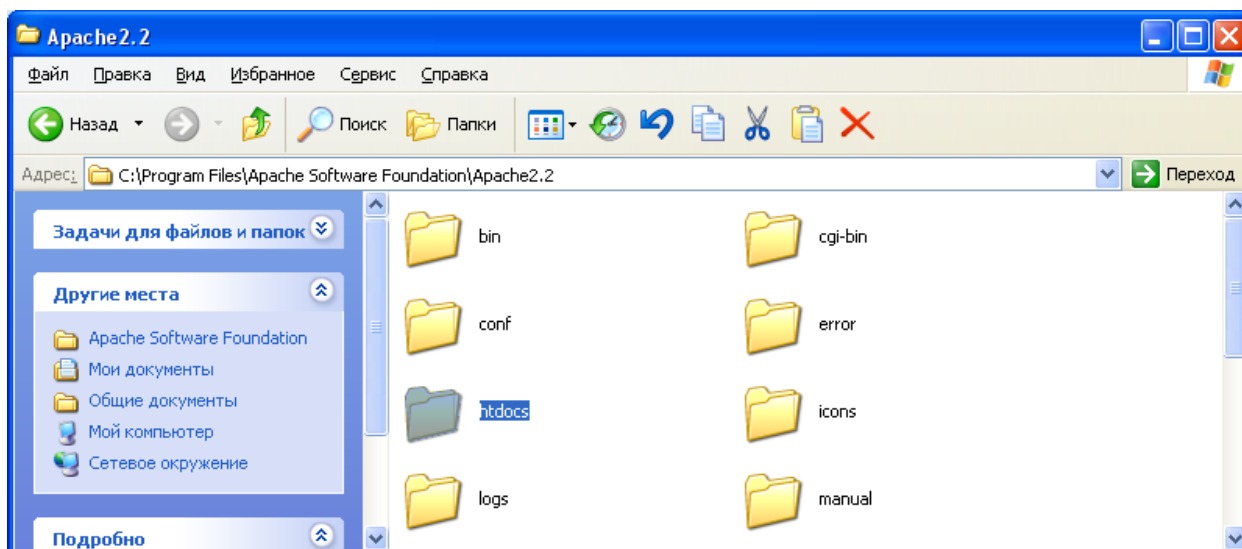 Apache2.2
Файл Правка Вид Избранное Сервис Справка
Назад Поиск Папки
Адрес: C:\Program Files\Apache Software Foundation\Apache2.2 Переход
Задачи для файлов и папок
Другие места
Apache Software Foundation
Мои документы
Общие документы
Мой компьютер
Сетевое окружение
Подробно
bin cgi-bin
conf error
htdocs icons
logs manual